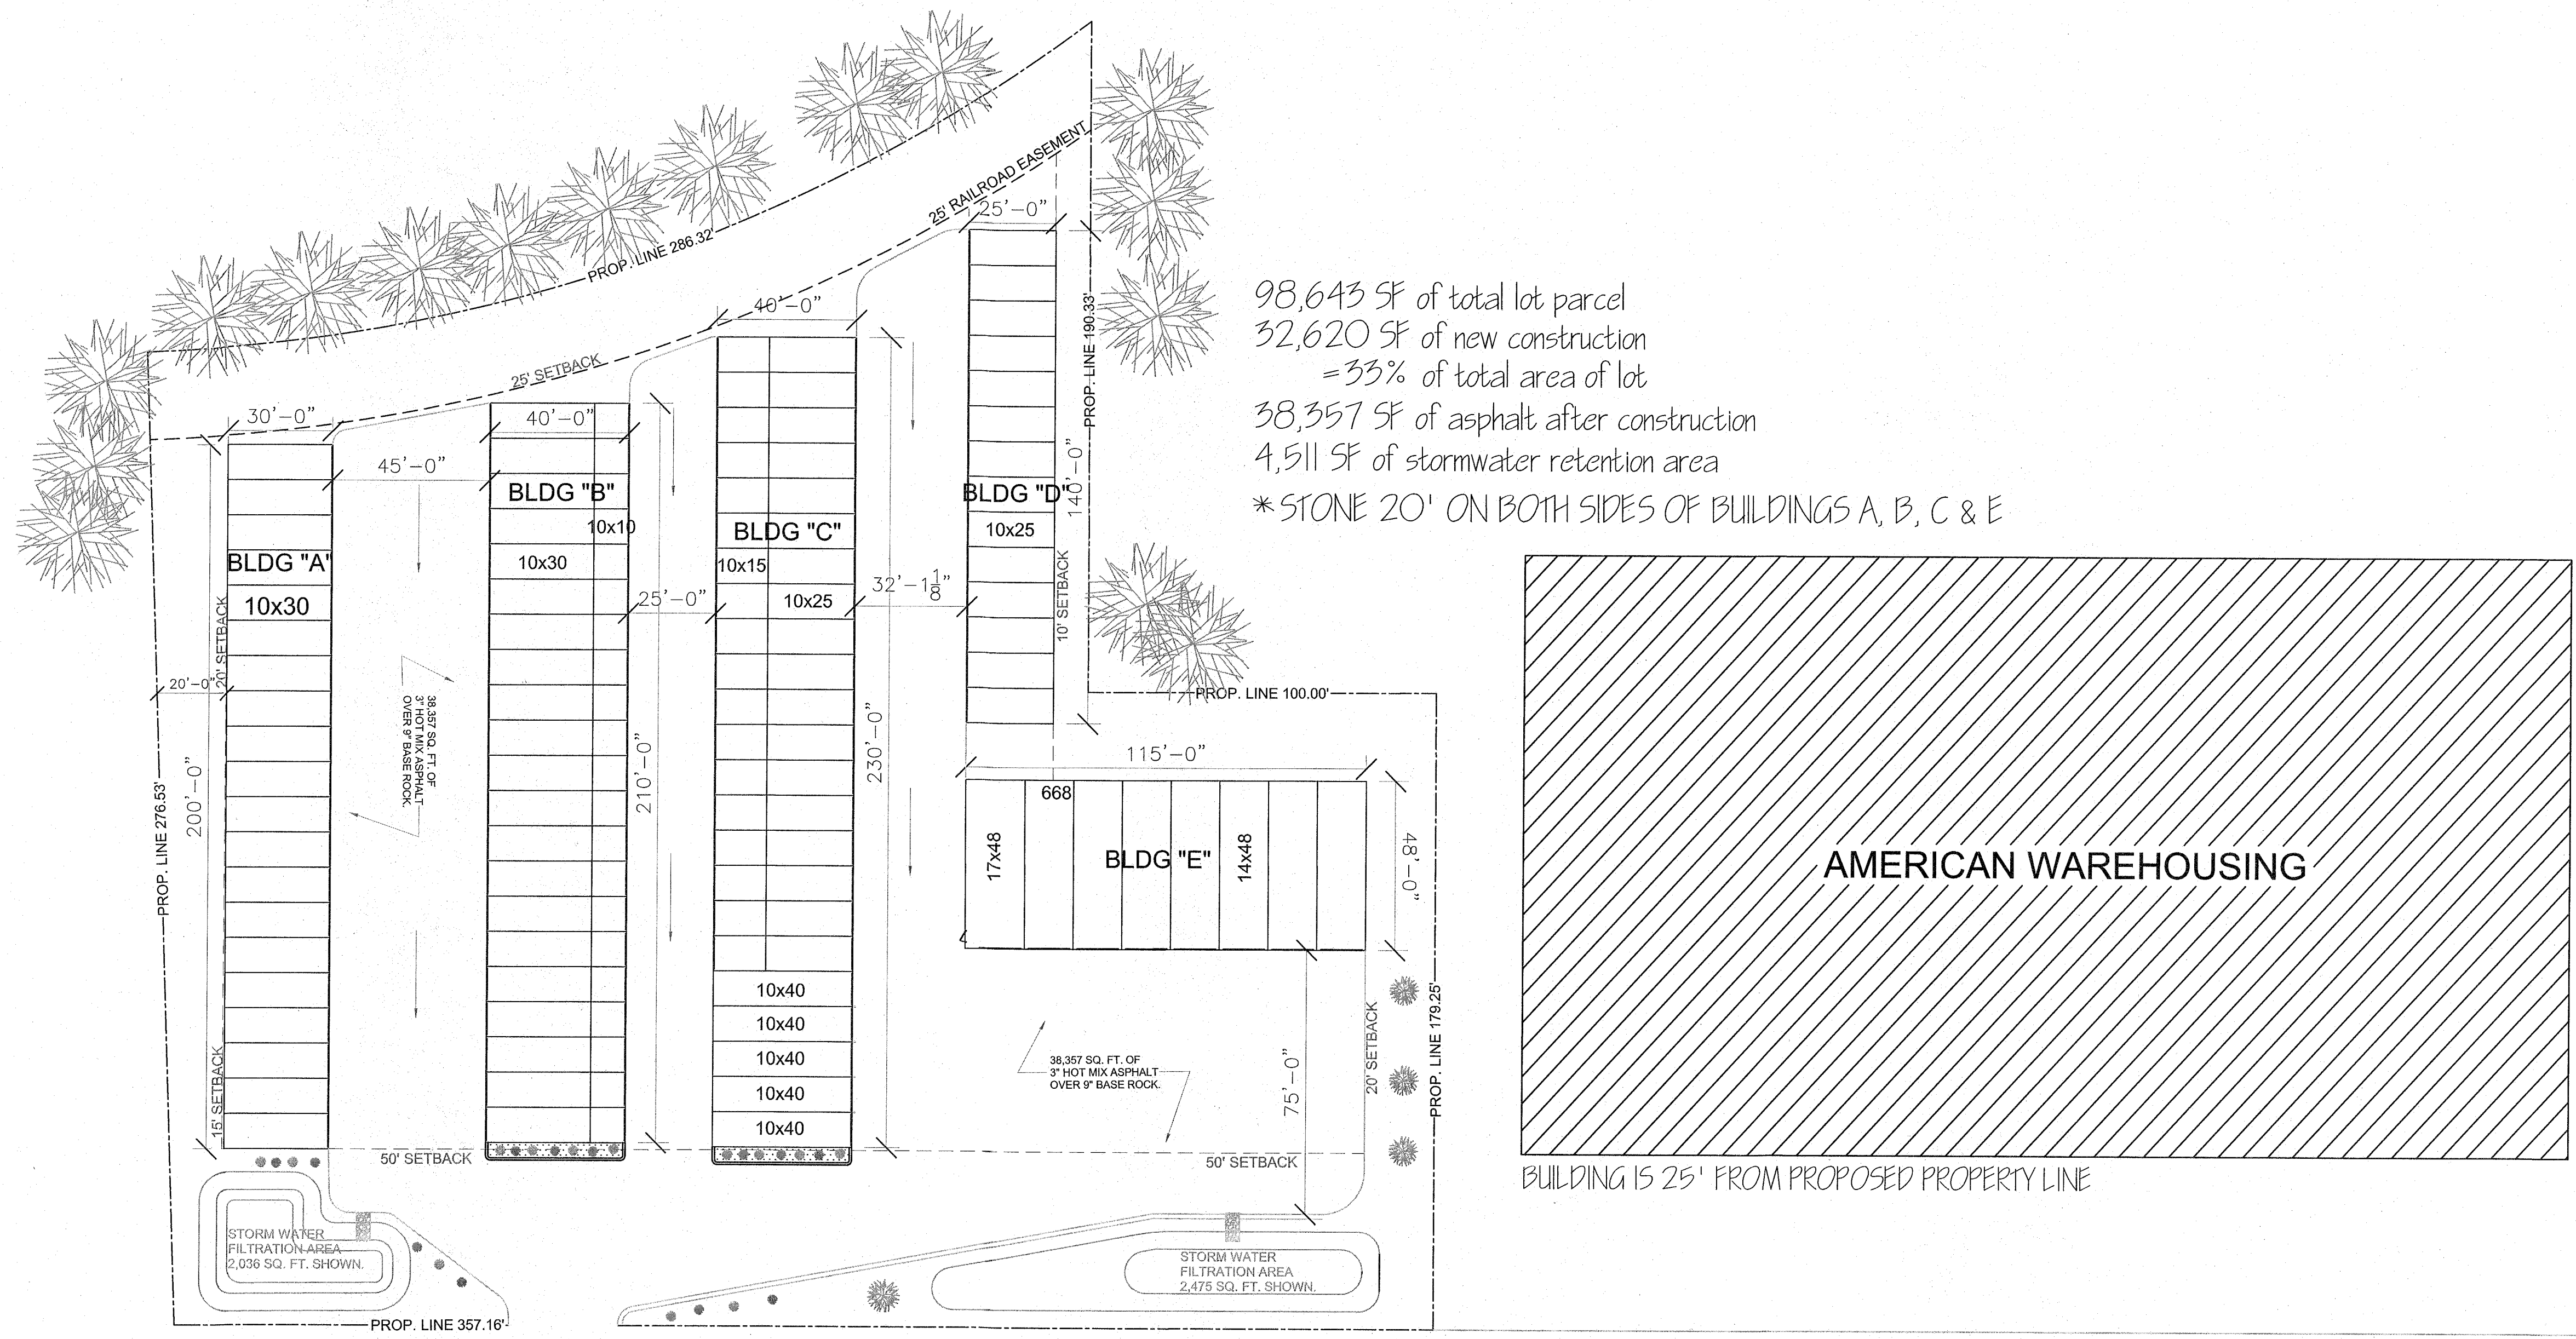 25' RAILROAD EASEMENT
25'-0"
PROP. LINE 286.32'
40'-0"
25' SETBACK
30'-0"
40'-0"
45'-0"
PROP. LINE 190.33'
98,643 SF of total lot parcel
32,620 SF of new construction
=33% of total area of lot
38,357 SF of asphalt after construction
4,511 SF of stormwater retention area
*STONE 20' ON BOTH SIDES OF BUILDINGS A, B, C & E
BLDG "A"
10x30
BLDG "B"
10x10
10x30
BLDG "C"
10x15
10x25
BLDG "D"
10x25
140'-0"
10' SETBACK
25'-0"
32'-1 1/8"
20' SETBACK
20'-0"
38,357 SQ. FT. OF
3" HOT MIX ASPHALT
OVER 9" BASE ROCK.
PROP. LINE 100.00'
PROP. LINE 276.53'
200'-0"
210'-0"
230'-0"
115'-0"
668
17x48
BLDG "E"
14x48
48'-0"
AMERICAN WAREHOUSING
10x40
10x40
10x40
10x40
10x40
15' SETBACK
38,357 SQ. FT. OF
3" HOT MIX ASPHALT
OVER 9" BASE ROCK.
75'-0"
20' SETBACK
PROP. LINE 179.25'
50' SETBACK
50' SETBACK
BUILDING IS 25' FROM PROPOSED PROPERTY LINE
STORM WATER
FILTRATION AREA
2,036 SQ. FT. SHOWN.
STORM WATER
FILTRATION AREA
2,475 SQ. FT. SHOWN.
PROP. LINE 357.16'